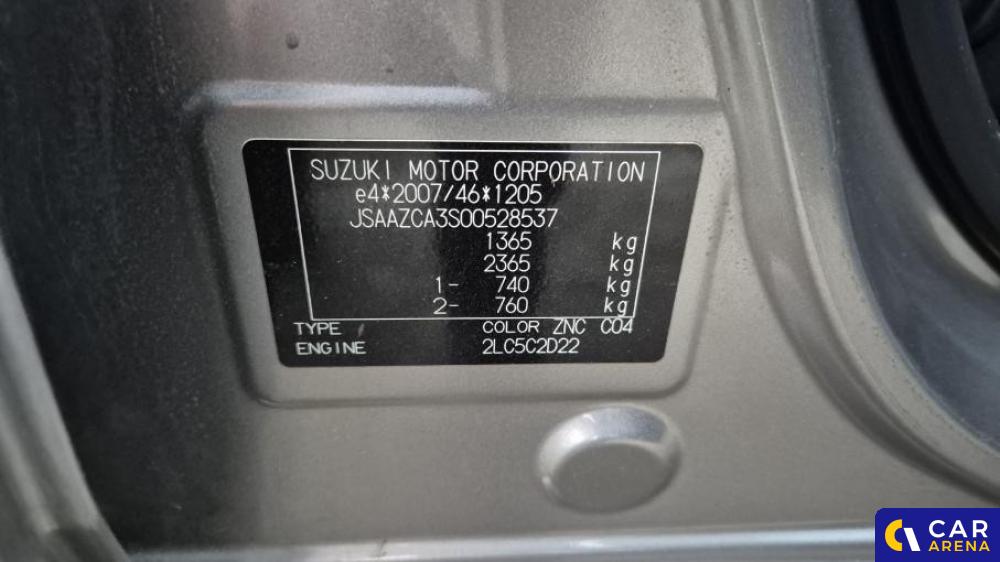 SUZUKI MOTOR CORPORATION
e4*2007/46*1205
JSAAZCA3S00528537
1365 kg
2365 kg
1- 740 kg
2- 760 kg
TYPE COLOR ZNC C04
ENGINE 2LC5C2D22
CAR
ARENA